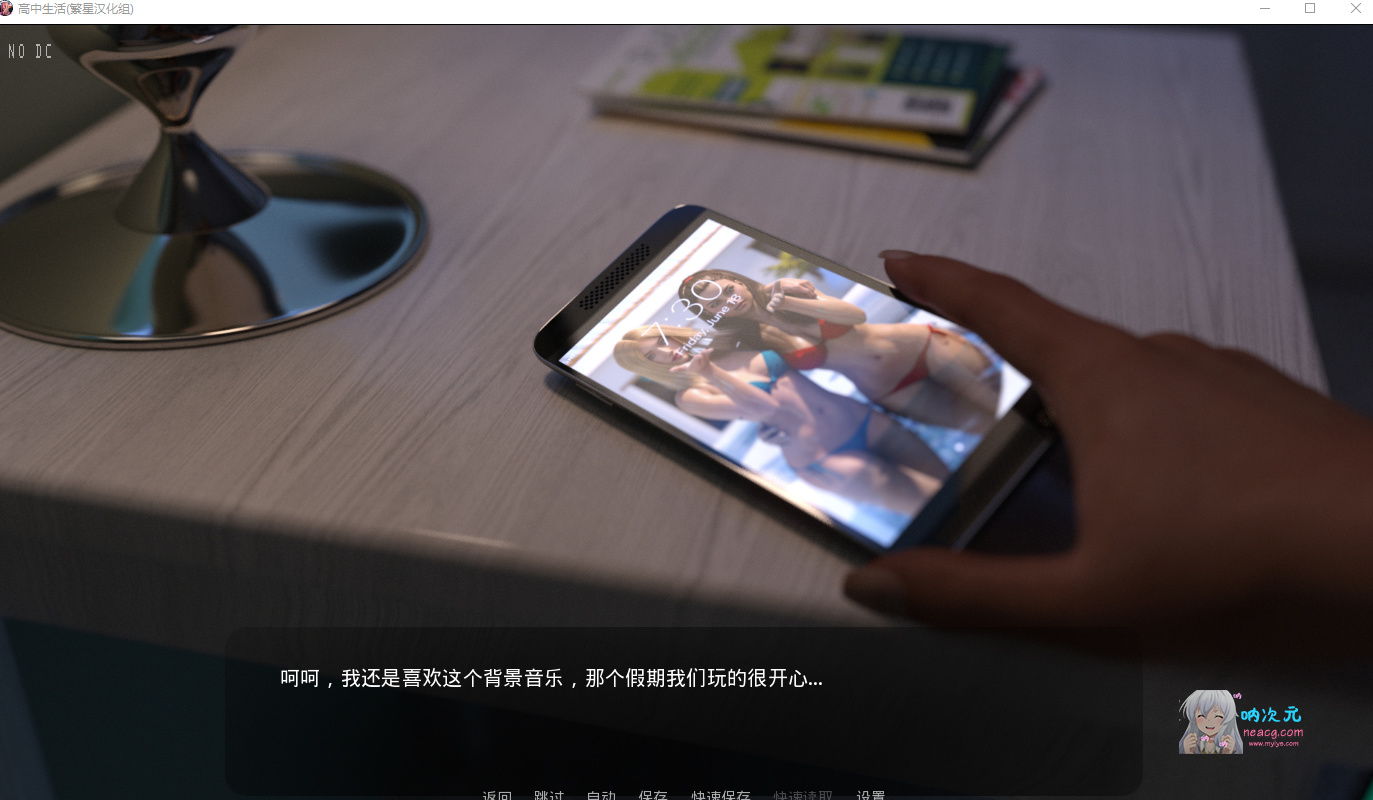 高中生活(繁星汉化组)
NO DC
7:30
Friday, June 18
呵呵，我还是喜欢这个背景音乐，那个假期我们玩的很开心...
呐次元
neacg.com
www.myiye.com
返回 跳过 自动 保存 快速保存 快速读取 设置